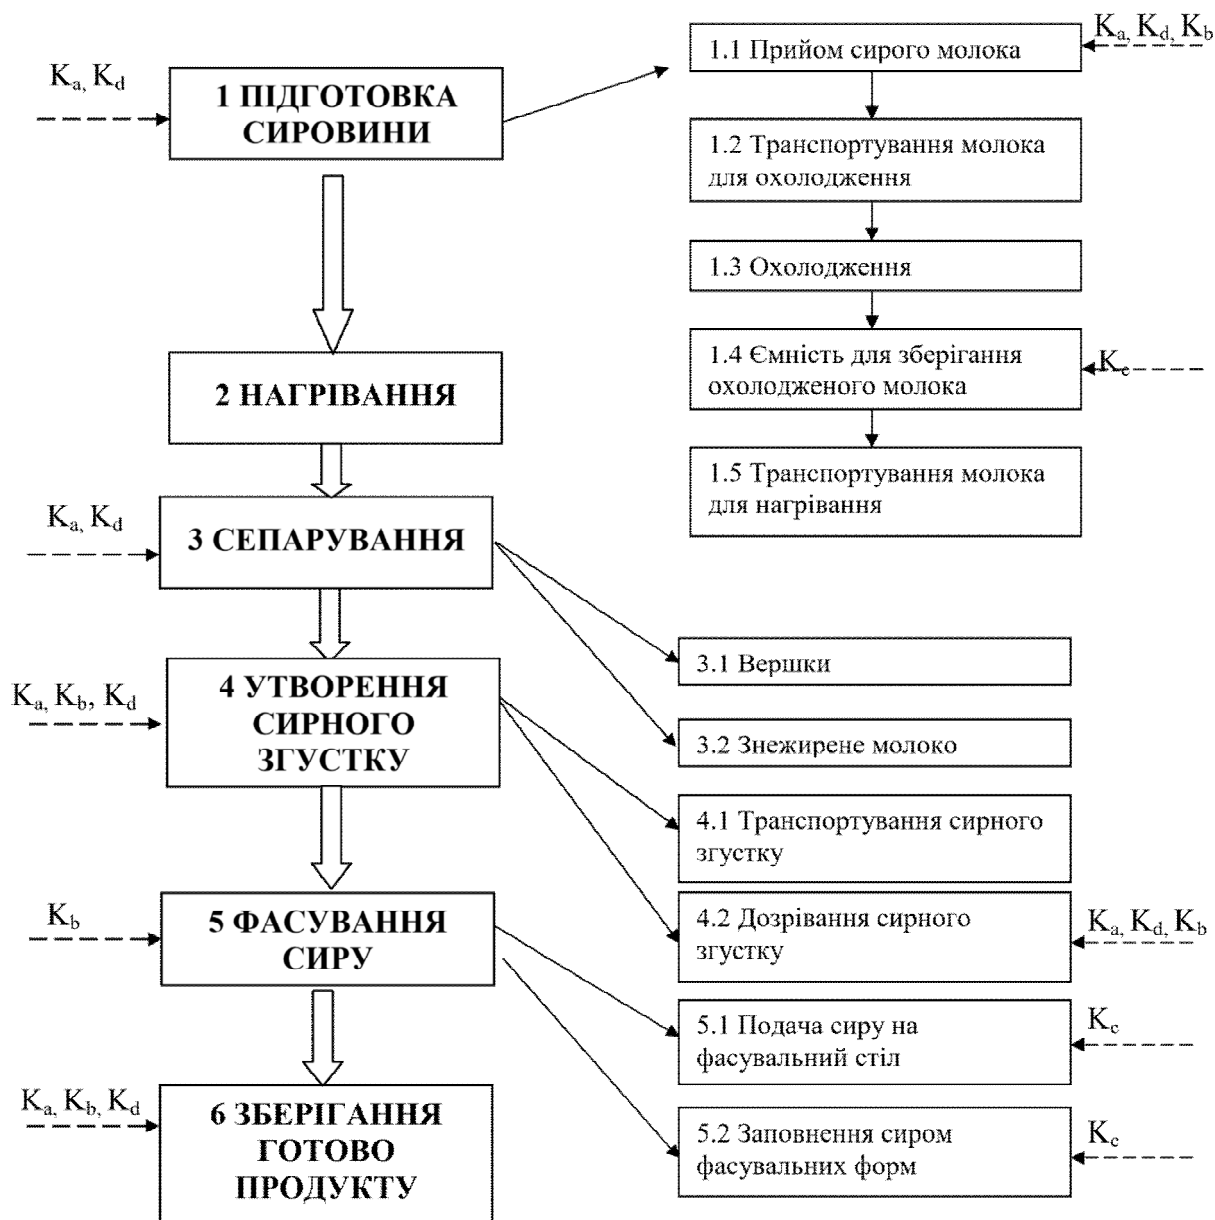 Ka, Kd
1 ПІДГОТОВКА
СИРОВИНИ
2 НАГРІВАННЯ
Ka, Kd
3 СЕПАРУВАННЯ
Ka, Kb, Kd
4 УТВОРЕННЯ
СИРНОГО
ЗГУСТКУ
Kb
5 ФАСУВАННЯ
СИРУ
Ka, Kb, Kd
6 ЗБЕРІГАННЯ
ГОТОВО
ПРОДУКТУ
1.1 Прийом сирого молока
Ka, Kd, Kb
1.2 Транспортування молока
для охолодження
1.3 Охолодження
1.4 Ємність для зберігання
охолодженого молока
Kc
1.5 Транспортування молока
для нагрівання
3.1 Вершки
3.2 Знежирене молоко
4.1 Транспортування сирного
згустку
4.2 Дозрівання сирного
згустку
Ka, Kd, Kb
5.1 Подача сиру на
фасувальний стіл
Kc
5.2 Заповнення сиром
фасувальних форм
Kc